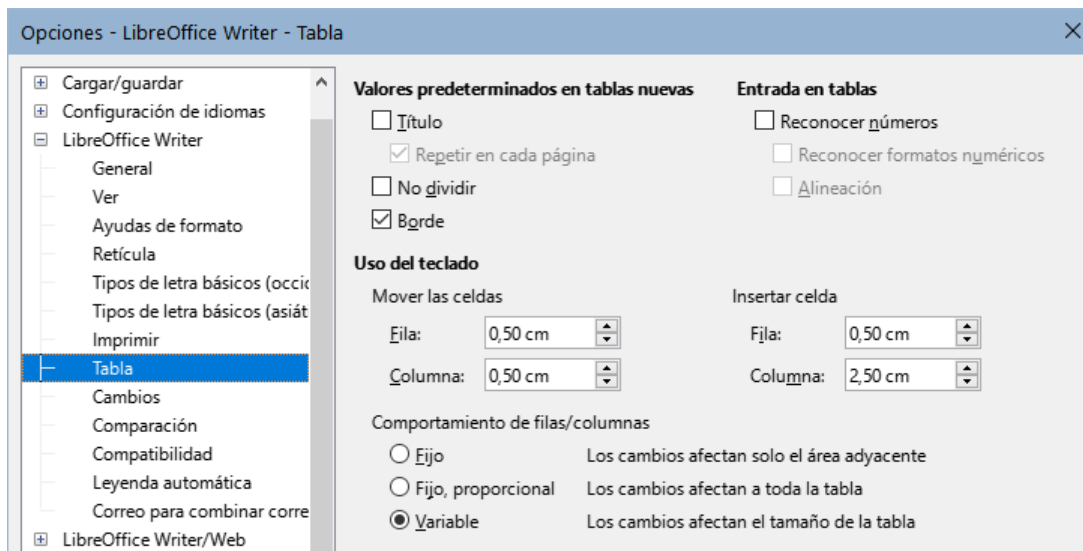 Opciones - LibreOffice Writer - Tabla
Cargar/guardar
Configuración de idiomas
LibreOffice Writer
General
Ver
Ayudas de formato
Retícula
Tipos de letra básicos (occid
Tipos de letra básicos (asiát
Imprimir
Tabla
Cambios
Comparación
Compatibilidad
Leyenda automática
Correo para combinar corre
LibreOffice Writer/Web
Valores predeterminados en tablas nuevas
Título
Repetir en cada página
No dividir
Borde
Entrada en tablas
Reconocer números
Reconocer formatos numéricos
Alineación
Uso del teclado
Mover las celdas
Fila: 0,50 cm
Columna: 0,50 cm
Insertar celda
Fila: 0,50 cm
Columna: 2,50 cm
Comportamiento de filas/columnas
Fijo Los cambios afectan solo el área adyacente
Fijo, proporcional Los cambios afectan a toda la tabla
Variable Los cambios afectan el tamaño de la tabla